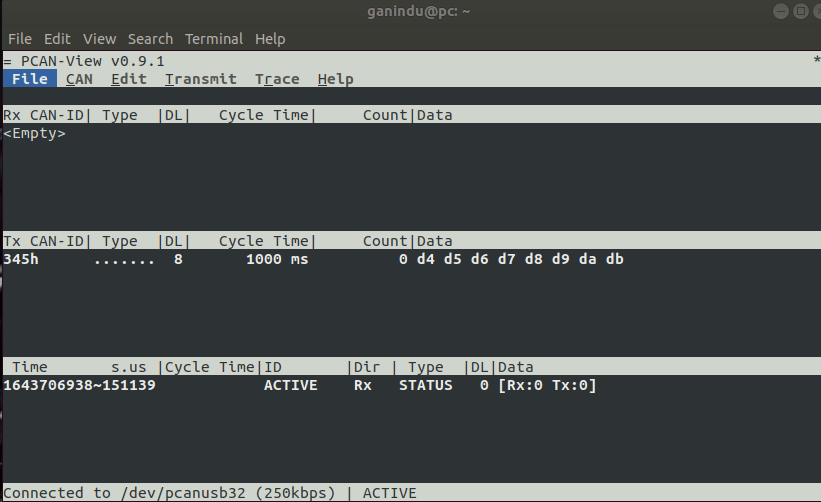 ganindu@pc: ~
File Edit View Search Terminal Help
= PCAN-View v0.9.1 *
File CAN Edit Transmit Trace Help
Rx CAN-ID| Type |DL| Cycle Time| Count|Data
<Empty>
Tx CAN-ID| Type |DL| Cycle Time| Count|Data
345h ....... 8 1000 ms 0 d4 d5 d6 d7 d8 d9 da db
Time s.us |Cycle Time|ID |Dir | Type |DL|Data
1643706938~151139 ACTIVE Rx STATUS 0 [Rx:0 Tx:0]
Connected to /dev/pcanusb32 (250kbps) | ACTIVE